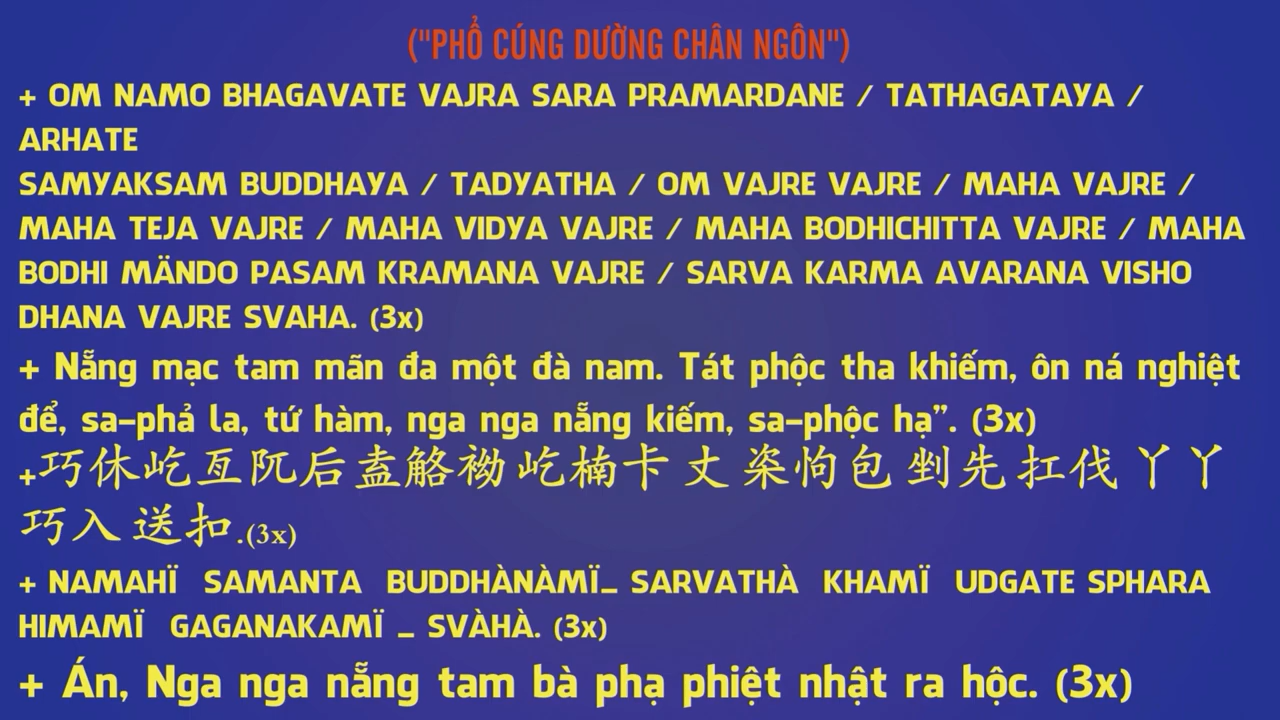 ("PHỔ CÚNG DƯỜNG CHÂN NGÔN")
+ OM NAMO BHAGAVATE VAJRA SARA PRAMARDANE / TATHAGATAYA /
ARHATE
SAMYAKSAM BUDDHAYA / TADYATHA / OM VAJRE VAJRE / MAHA VAJRE /
MAHA TEJA VAJRE / MAHA VIDYA VAJRE / MAHA BODHICHITTA VAJRE / MAHA
BODHI MÄNDO PASAM KRAMANA VAJRE / SARVA KARMA AVARANA VISHO
DHANA VAJRE SVAHA. (3x)
+ Nẵng mạc tam mãn đa một đà nam. Tát phộc tha khiếm, ôn ná nghiệt
để, sa-phả la, tứ hàm, nga nga nẵng kiếm, sa-phộc hạ”. (3x)
+巧休屹亙阢后盍觡袎屹楠卡丈 栥恦包 剉先扛伐 丫丫
巧入送扣.(3x)
+ NAMAHÏ SAMANTA BUDDHÀNÀMÏ_ SARVATHÀ KHAMÏ UDGATE SPHARA
HIMAMÏ GAGANAKAMÏ _ SVÀHÀ. (3x)
+ Án, Nga nga nẵng tam bà phạ phiệt nhật ra hộc. (3x)